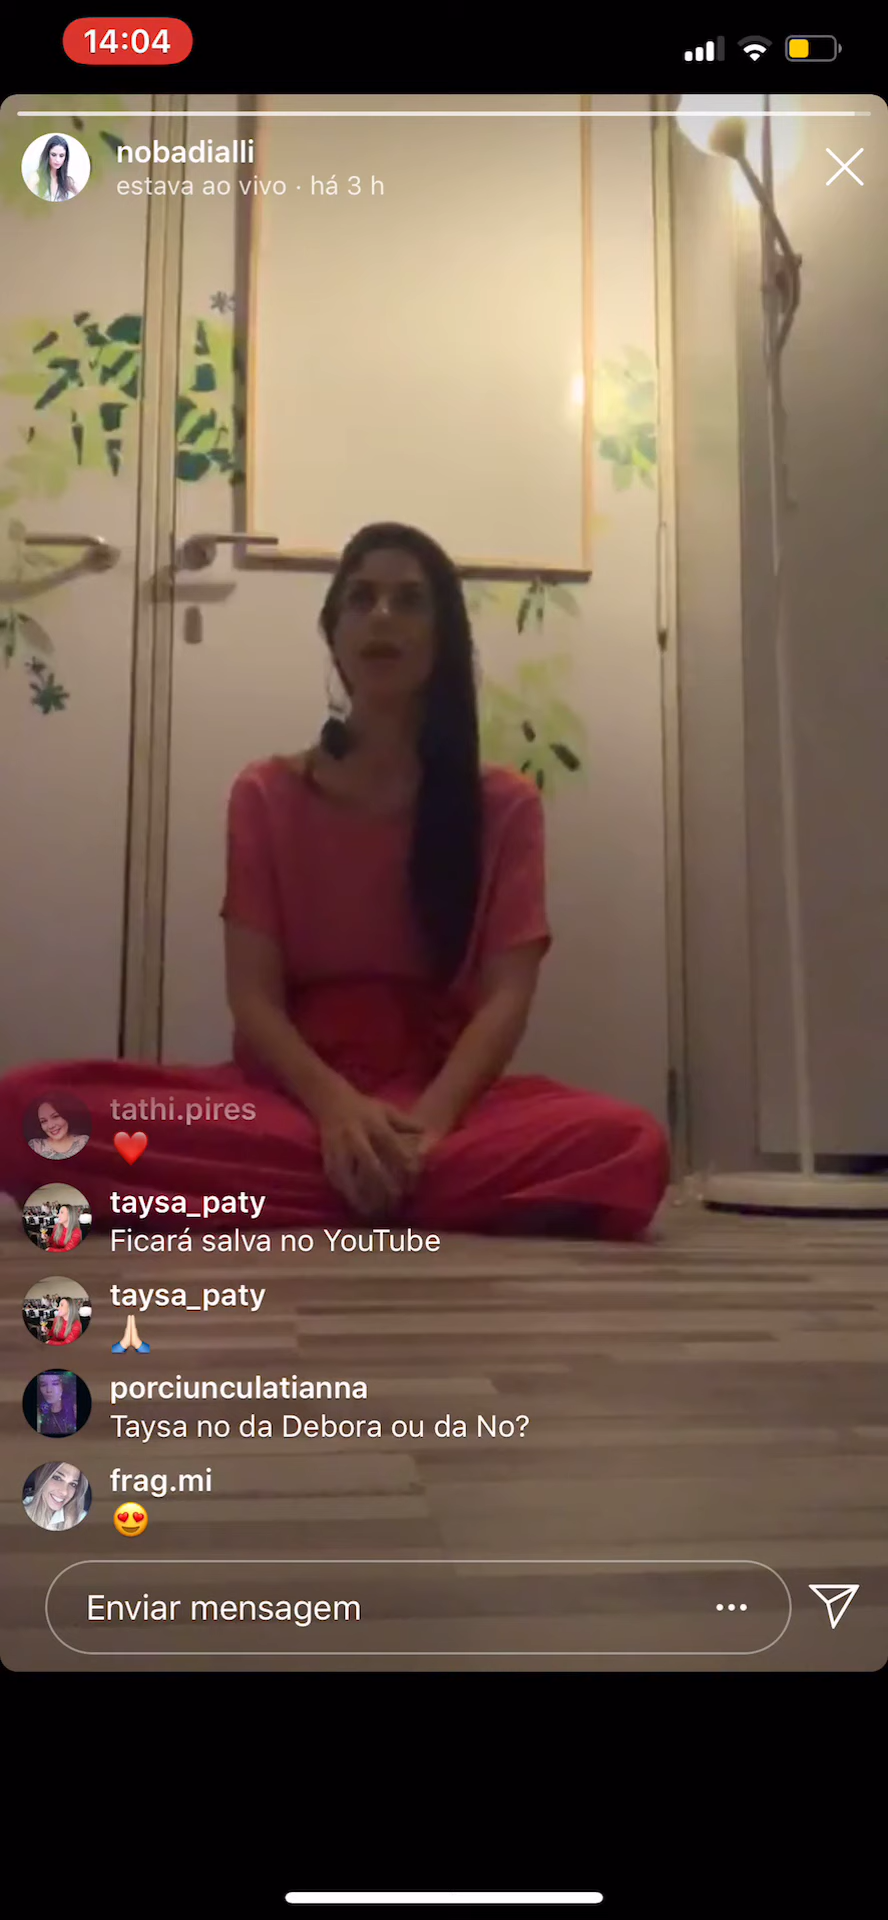 14:04
nobadialli
estava ao vivo · há 3 h
tathi.pires
❤️
taysa_paty
Ficará salva no YouTube
taysa_paty
🙏🏻
porciunculatianna
Taysa no da Debora ou da No?
frag.mi
😍
Enviar mensagem